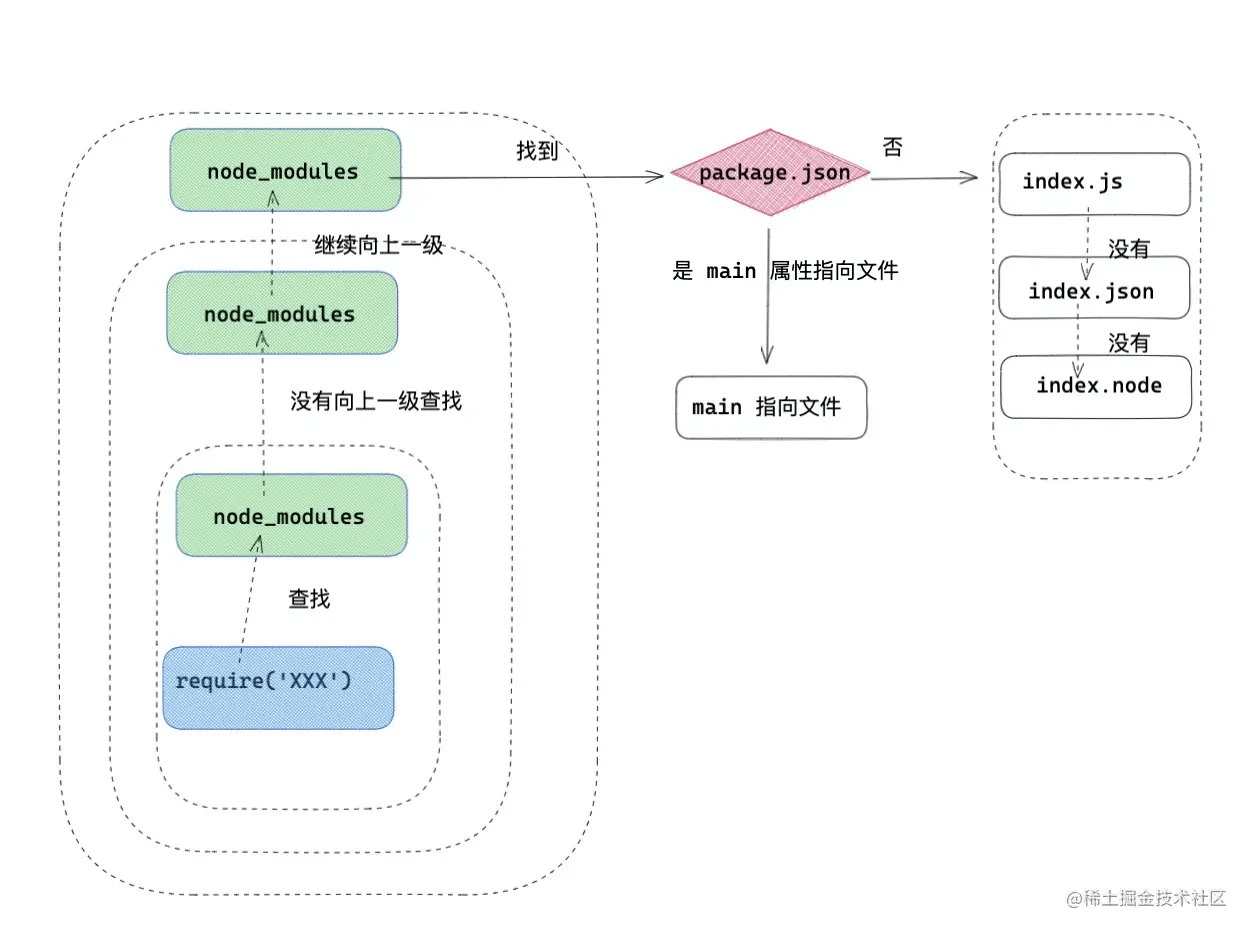 node_modules
继续向上一级
node_modules
没有向上一级查找
node_modules
查找
require('XXX')
找到
package.json
否
是 main 属性指向文件
main 指向文件
index.js
没有
index.json
没有
index.node
@稀土掘金技术社区